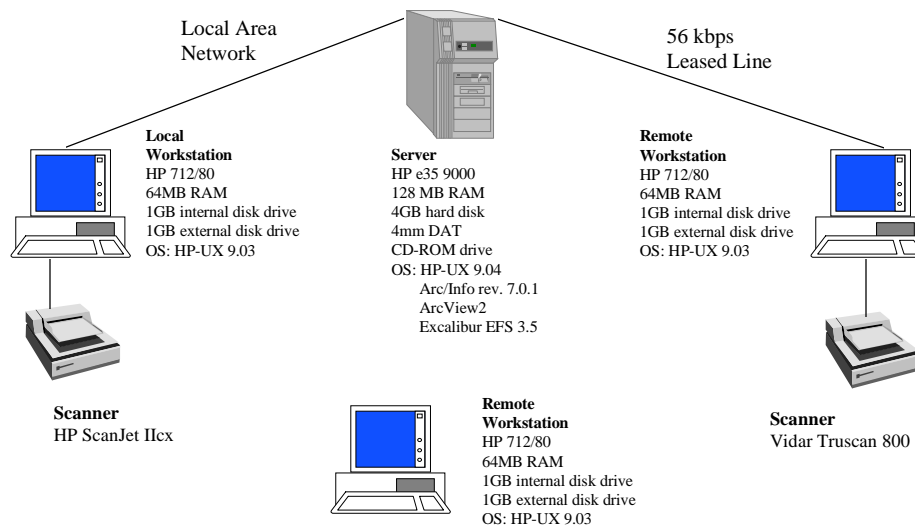 Local Area
Network
56 kbps
Leased Line
Local
Workstation
HP 712/80
64MB RAM
1GB internal disk drive
1GB external disk drive
OS: HP-UX 9.03
Server
HP e35 9000
128 MB RAM
4GB hard disk
4mm DAT
CD-ROM drive
OS: HP-UX 9.04
Arc/Info rev. 7.0.1
ArcView2
Excalibur EFS 3.5
Remote
Workstation
HP 712/80
64MB RAM
1GB internal disk drive
1GB external disk drive
OS: HP-UX 9.03
Scanner
HP ScanJet IIcx
Remote
Workstation
HP 712/80
64MB RAM
1GB internal disk drive
1GB external disk drive
OS: HP-UX 9.03
Scanner
Vidar Truscan 800